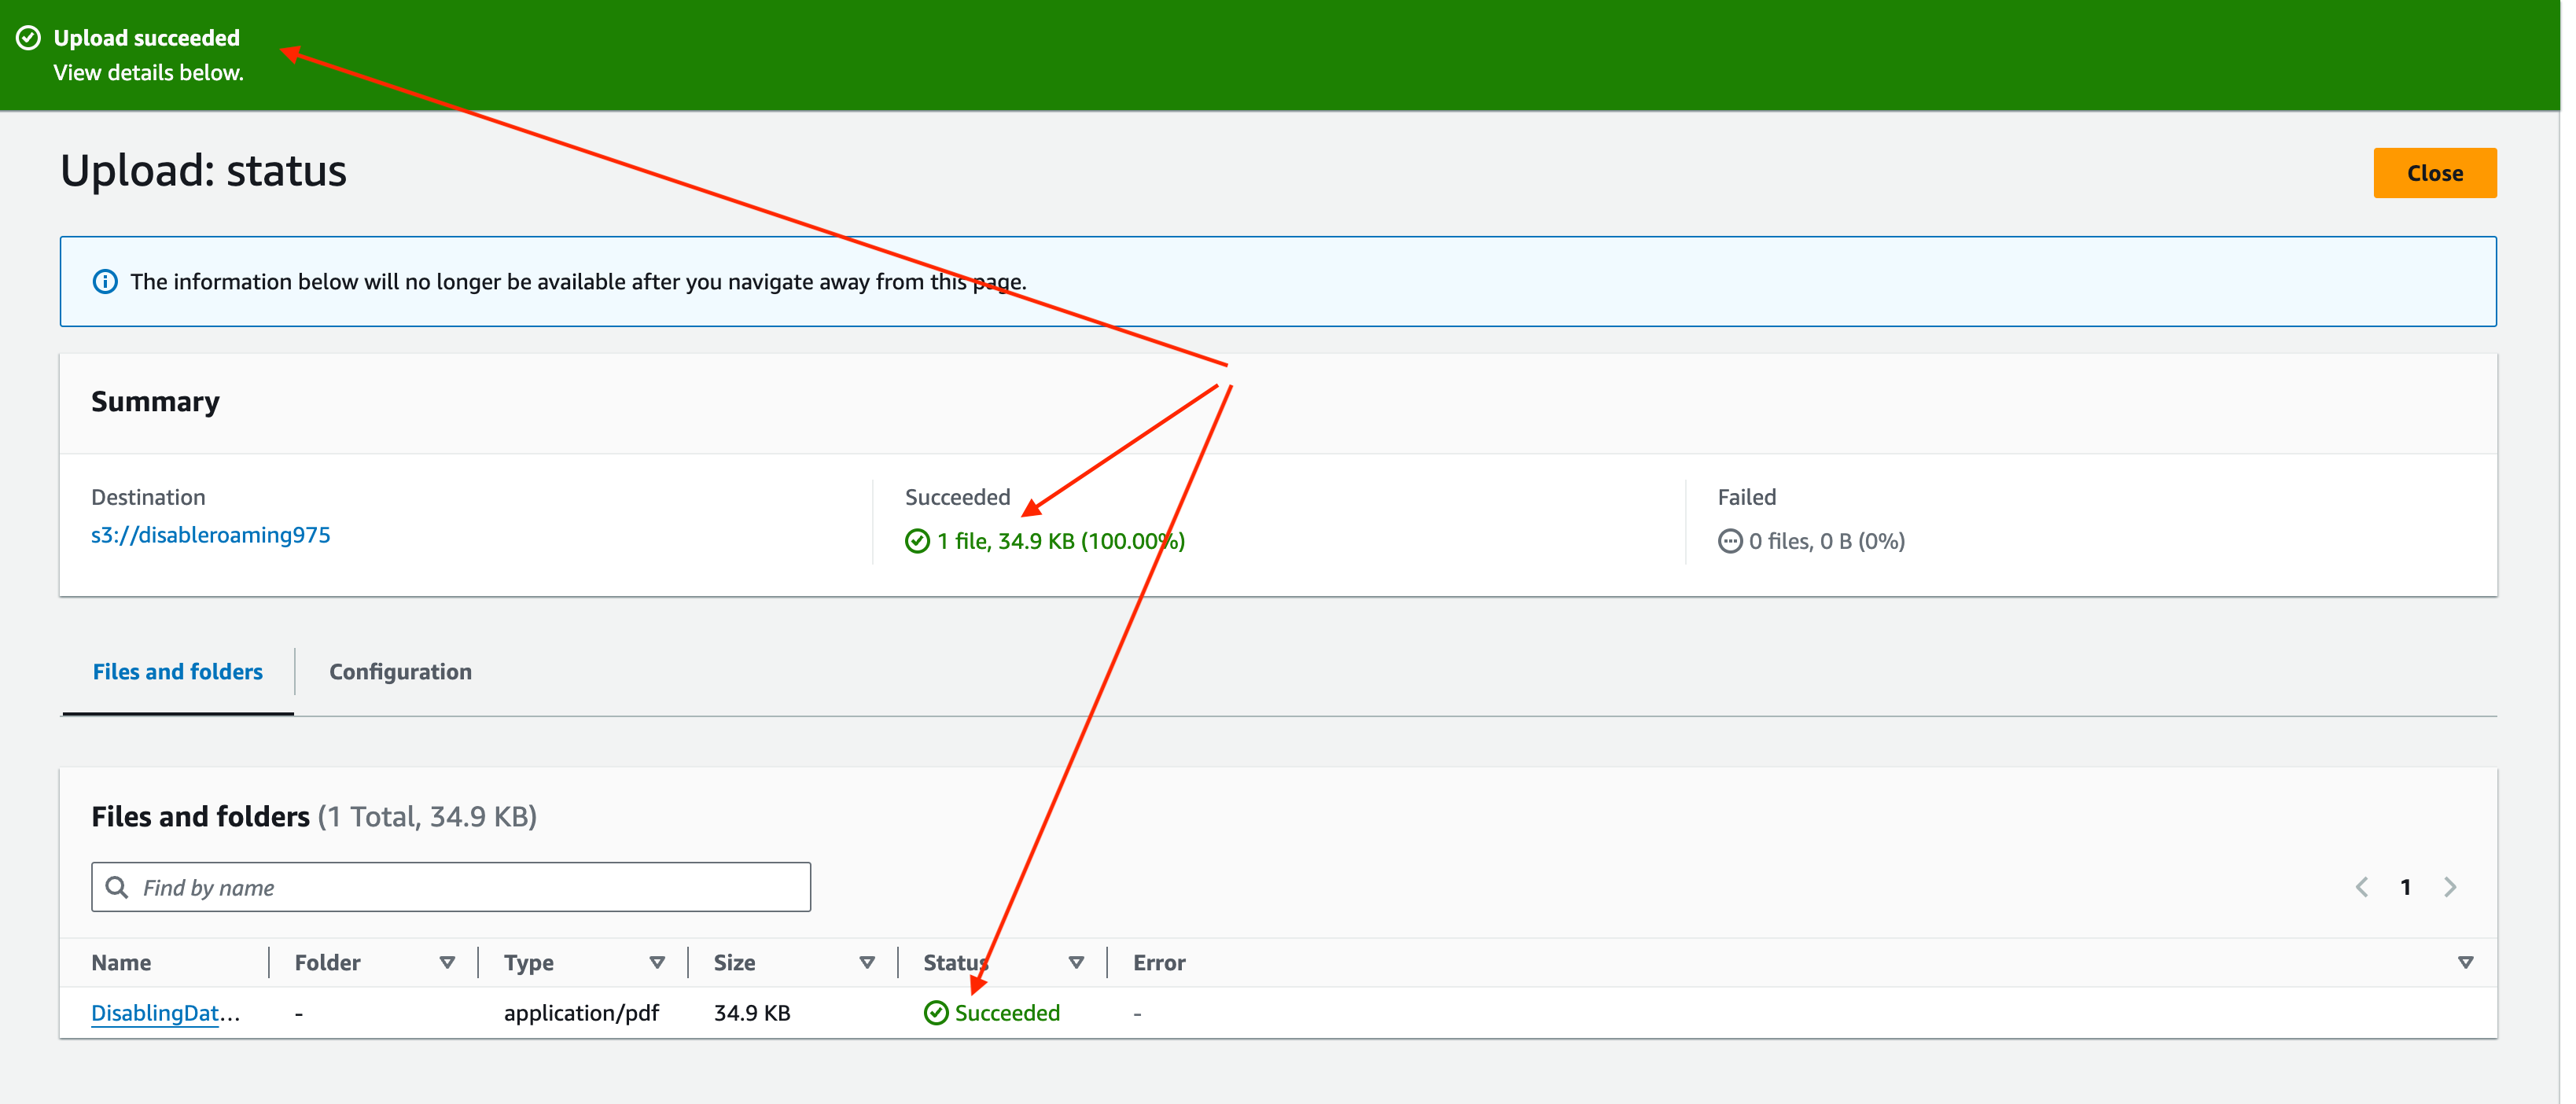 Upload succeeded
View details below.
Upload: status
Close
The information below will no longer be available after you navigate away from this page.
Summary
Destination
s3://disableroaming975
Succeeded
1 file, 34.9 KB (100.00%)
Failed
0 files, 0 B (0%)
Files and folders
Configuration
Files and folders (1 Total, 34.9 KB)
Find by name
1
Name Folder Type Size Status Error
DisablingDat... - application/pdf 34.9 KB Succeeded -